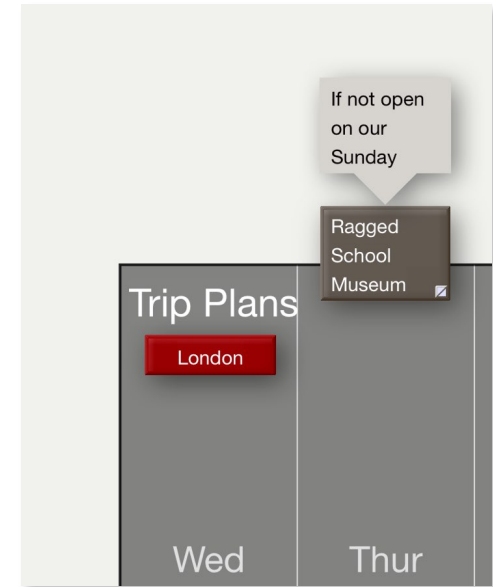 If not open
on our
Sunday
Ragged
School
Museum
Trip Plans
London
Wed
Thur